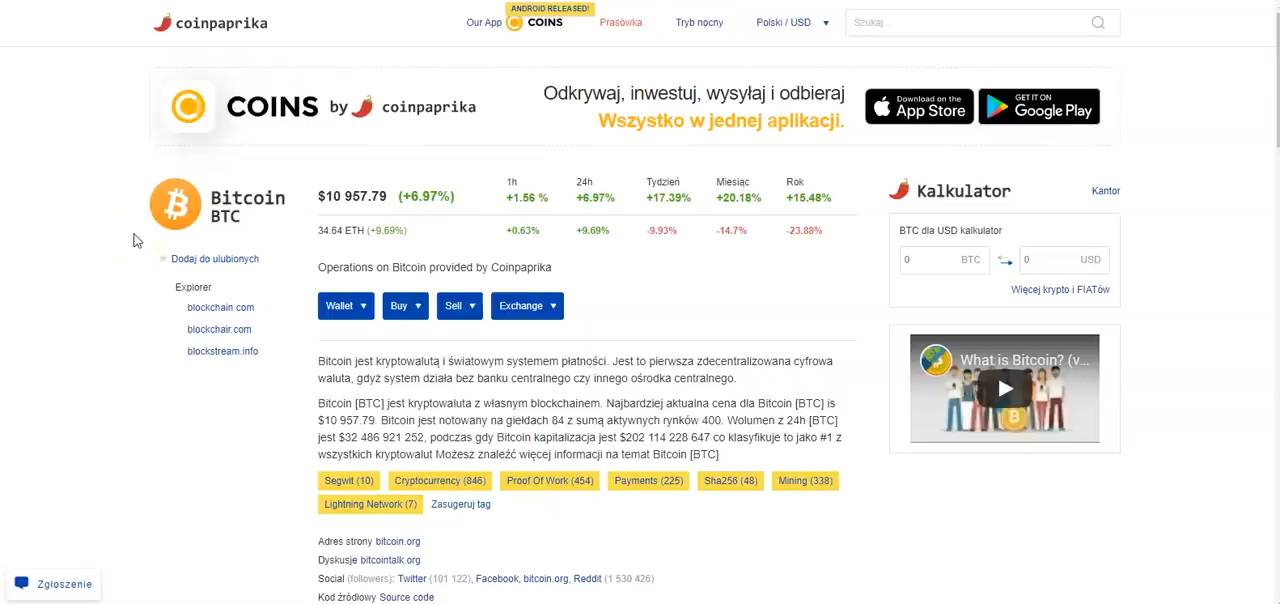 coinpaprika
Our App
ANDROID RELEASED!
COINS
Prasówka
Tryb nocny
Polski / USD
Szukaj...
COINS by coinpaprika
Odkrywaj, inwestuj, wysyłaj i odbieraj
Wszystko w jednej aplikacji.
Download on the
App Store
GET IT ON
Google Play
Bitcoin
BTC
Dodaj do ulubionych
Explorer
blockchain.com
blockchair.com
blockstream.info
$10 957.79 (+6.97%)
1h 24h Tydzień Miesiąc Rok
+1.56 % +6.97% +17.39% +20.18% +15.48%
34.64 ETH (+9.69%) +0.63% +9.69% -9.93% -14.7% -23.88%
Operations on Bitcoin provided by Coinpaprika
Wallet Buy Sell Exchange
Bitcoin jest kryptowalutą i światowym systemem płatności. Jest to pierwsza zdecentralizowana cyfrowa
waluta, gdyż system działa bez banku centralnego czy innego ośrodka centralnego.
Bitcoin [BTC] jest kryptowaluta z własnym blockchainem. Najbardziej aktualna cena dla Bitcoin [BTC] is
$10 957.79. Bitcoin jest notowany na giełdach 84 z sumą aktywnych rynków 400. Wolumen z 24h [BTC]
jest $32 486 921 252, podczas gdy Bitcoin kapitalizacja jest $202 114 228 647 co klasyfikuje to jako #1 z
wszystkich kryptowalut Możesz znaleźć więcej informacji na temat Bitcoin [BTC]
Segwit (10) Cryptocurrency (846) Proof Of Work (454) Payments (225) Sha256 (48) Mining (338)
Lightning Network (7) Zasugeruj tag
Adres strony bitcoin.org
Dyskusje bitcointalk.org
Social (followers): Twitter (101 122), Facebook, bitcoin.org, Reddit (1 530 426)
Kod źródłowy Source code
Kalkulator
Kantor
BTC dla USD kalkulator
0 BTC 0 USD
Więcej krypto i FIATów
What is Bitcoin? (v...
Zgłoszenie